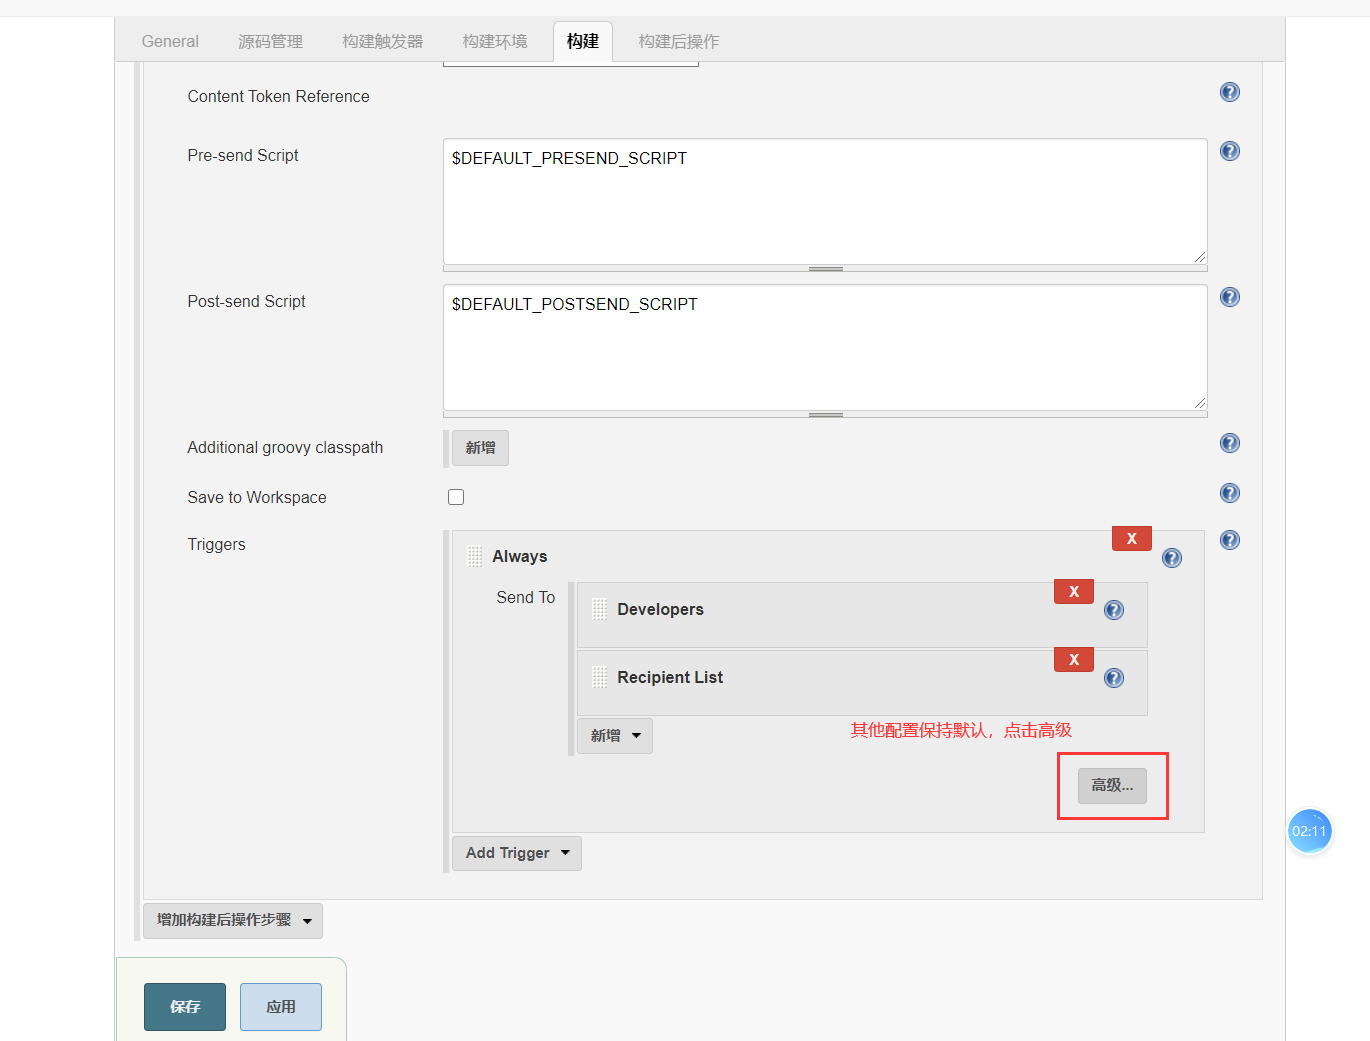 General 源码管理 构建触发器 构建环境 构建 构建后操作
Content Token Reference
Pre-send Script
$DEFAULT_PRESEND_SCRIPT
Post-send Script
$DEFAULT_POSTSEND_SCRIPT
Additional groovy classpath
新增
Save to Workspace
Triggers
X
Always
Send To
X
Developers
X
Recipient List
新增
其他配置保持默认，点击高级
高级...
02:11
Add Trigger
增加构建后操作步骤
保存 应用